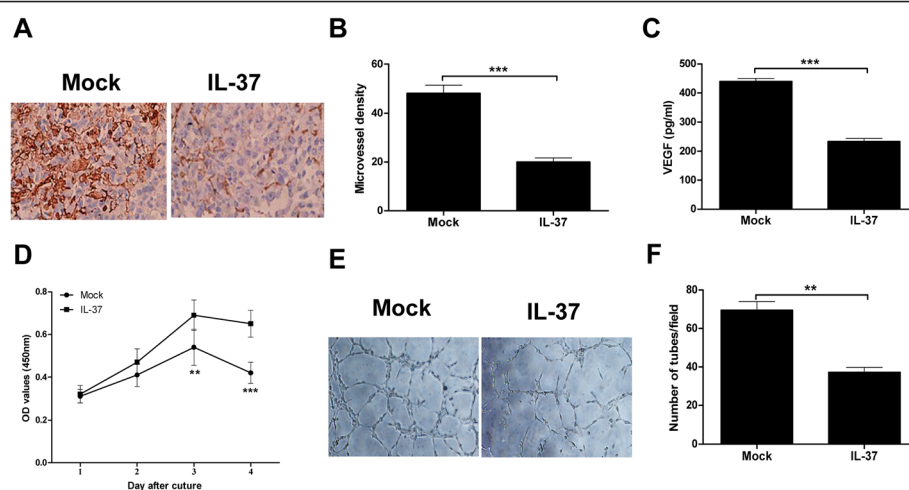 A
Mock IL-37
B
60
40
20
0
Microvessel density
***
Mock IL-37
C
500
400
300
200
100
0
VEGF (pg/ml)
***
Mock IL-37
D
Mock
IL-37
0.8
0.6
0.4
0.2
0.0
OD values (450nm)
**
***
1 2 3 4
Day after cuture
E
Mock IL-37
F
80
60
40
20
0
Number of tubes/field
**
Mock IL-37